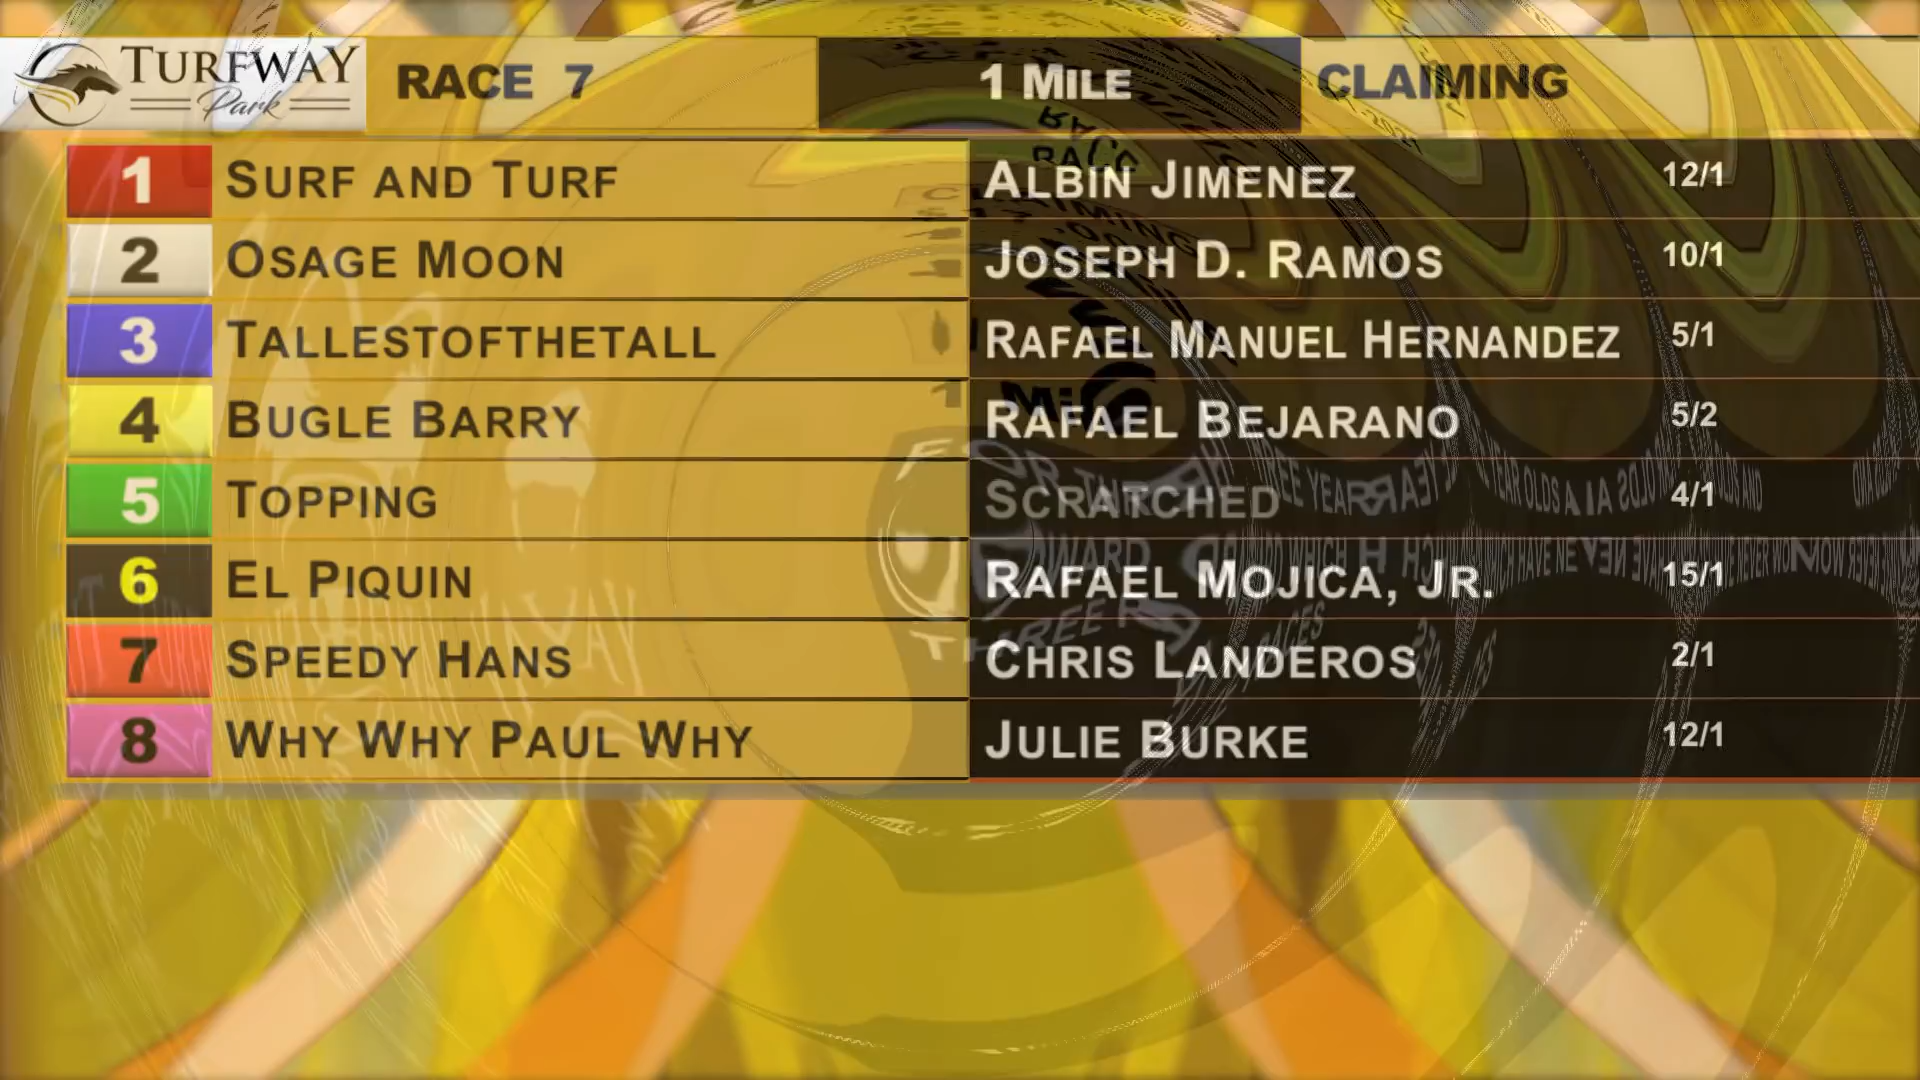 TURFWAY Park RACE 7 1 MILE CLAIMING
1 SURF AND TURF ALBIN JIMENEZ 12/1
2 OSAGE MOON JOSEPH D. RAMOS 10/1
3 TALLESTOFTHETALL RAFAEL MANUEL HERNANDEZ 5/1
4 BUGLE BARRY RAFAEL BEJARANO 5/2
5 TOPPING SCRATCHED 4/1
6 EL PIQUIN RAFAEL MOJICA, JR. 15/1
7 SPEEDY HANS CHRIS LANDEROS 2/1
8 WHY WHY PAUL WHY JULIE BURKE 12/1